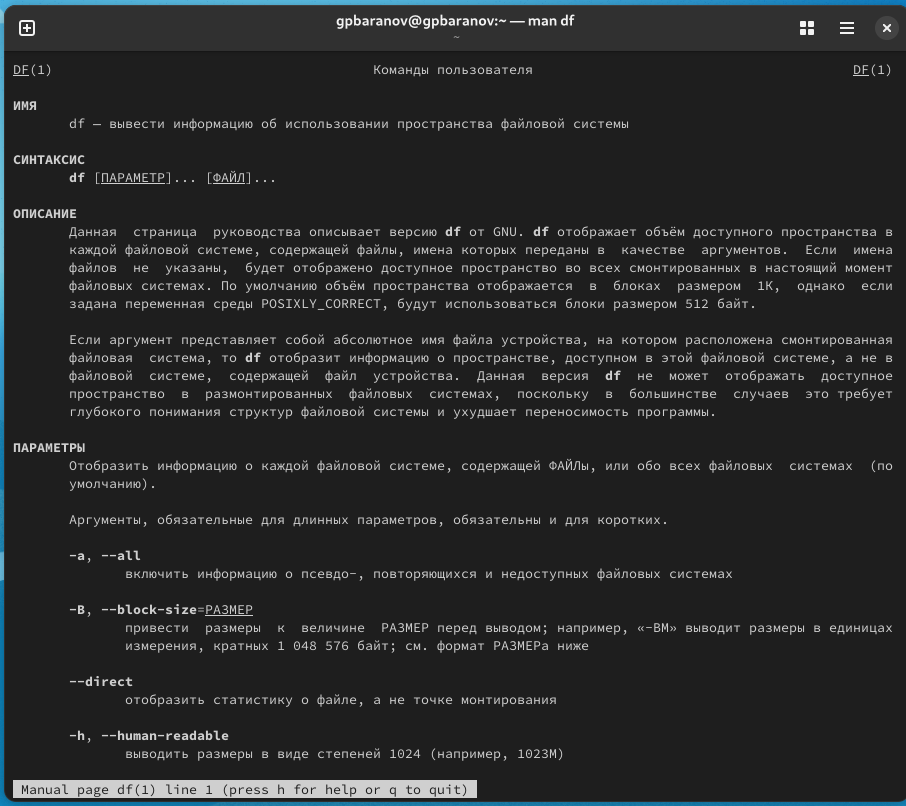 gpbaranov@gpbaranov:~ — man df
~
DF(1) Команды пользователя DF(1)
ИМЯ
df — вывести информацию об использовании пространства файловой системы
СИНТАКСИС
df [ПАРАМЕТР]... [ФАЙЛ]...
ОПИСАНИЕ
Данная страница руководства описывает версию df от GNU. df отображает объём доступного пространства в
каждой файловой системе, содержащей файлы, имена которых переданы в качестве аргументов. Если имена
файлов не указаны, будет отображено доступное пространство во всех смонтированных в настоящий момент
файловых системах. По умолчанию объём пространства отображается в блоках размером 1K, однако если
задана переменная среды POSIXLY_CORRECT, будут использоваться блоки размером 512 байт.
Если аргумент представляет собой абсолютное имя файла устройства, на котором расположена смонтированная
файловая система, то df отобразит информацию о пространстве, доступном в этой файловой системе, а не в
файловой системе, содержащей файл устройства. Данная версия df не может отображать доступное
пространство в размонтированных файловых системах, поскольку в большинстве случаев это требует
глубокого понимания структур файловой системы и ухудшает переносимость программы.
ПАРАМЕТРЫ
Отобразить информацию о каждой файловой системе, содержащей ФАЙЛы, или обо всех файловых системах (по
умолчанию).
Аргументы, обязательные для длинных параметров, обязательны и для коротких.
-a, --all
включить информацию о псевдо-, повторяющихся и недоступных файловых системах
-B, --block-size=РАЗМЕР
привести размеры к величине РАЗМЕР перед выводом; например, «-BM» выводит размеры в единицах
измерения, кратных 1 048 576 байт; см. формат РАЗМЕРа ниже
--direct
отобразить статистику о файле, а не точке монтирования
-h, --human-readable
выводить размеры в виде степеней 1024 (например, 1023M)
Manual page df(1) line 1 (press h for help or q to quit)